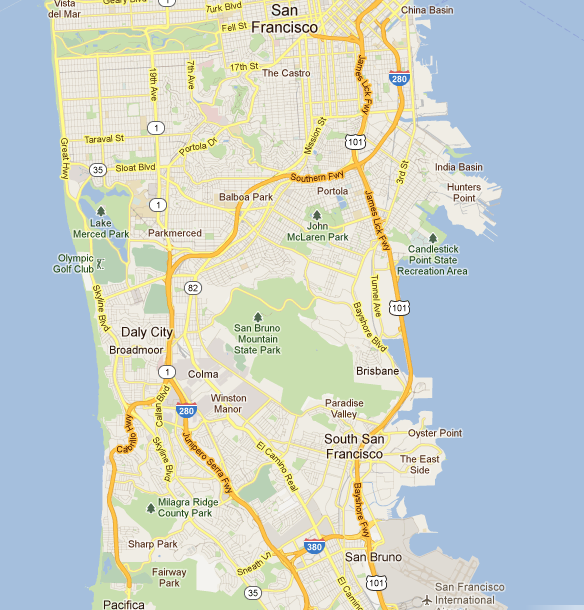 Geary Blvd
1
Vista
del Mar
Turk Blvd
San
Francisco
China Basin
Fell St
17th St
The Castro
19th Ave
7th Ave
James Lick Fwy
280
1
Taraval St
Portola Dr
Mission St
101
Great Hwy
35
Sloat Blvd
3rd St
India Basin
Southern Fwy
Hunters
Point
Balboa Park
Portola
1
Lake
Merced Park
Parkmerced
John
McLaren Park
James Lick Fwy
Candlestick
Point State
Recreation Area
Olympic
Golf Club
82
Skyline Blvd
Tunnel Ave
101
Bayshore Blvd
Daly City
Broadmoor
San Bruno
Mountain
State Park
1
Colma
Brisbane
Callan Blvd
280
Winston
Manor
Paradise
Valley
Cabrillo Hwy
Skyline Blvd
Junipero Serra Fwy
El Camino Real
South San
Francisco
Oyster Point
The East
Side
Bayshore Fwy
Milagra Ridge
County Park
Sharp Park
380
San Bruno
Sneath Ln
Fairway
Park
35
El Camino
101
San Francisco
International
Pacifica